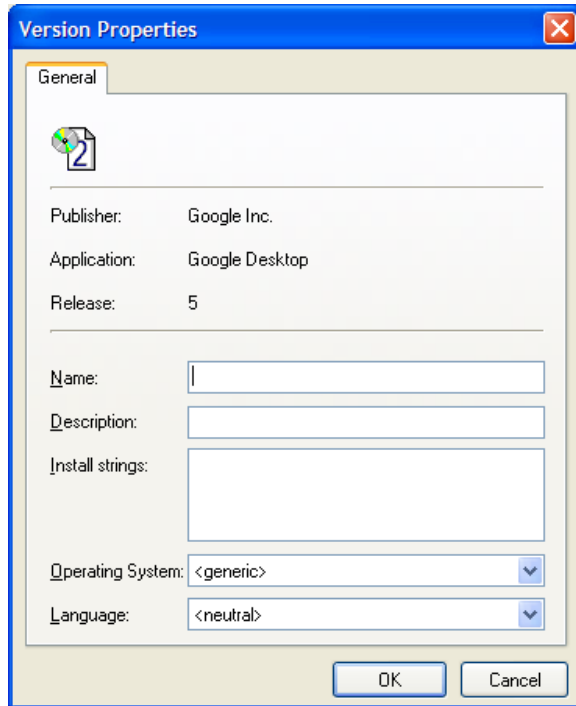 Version Properties
General
2
Publisher: Google Inc.
Application: Google Desktop
Release: 5
Name:
Description:
Install strings:
Operating System: <generic>
Language: <neutral>
OK Cancel